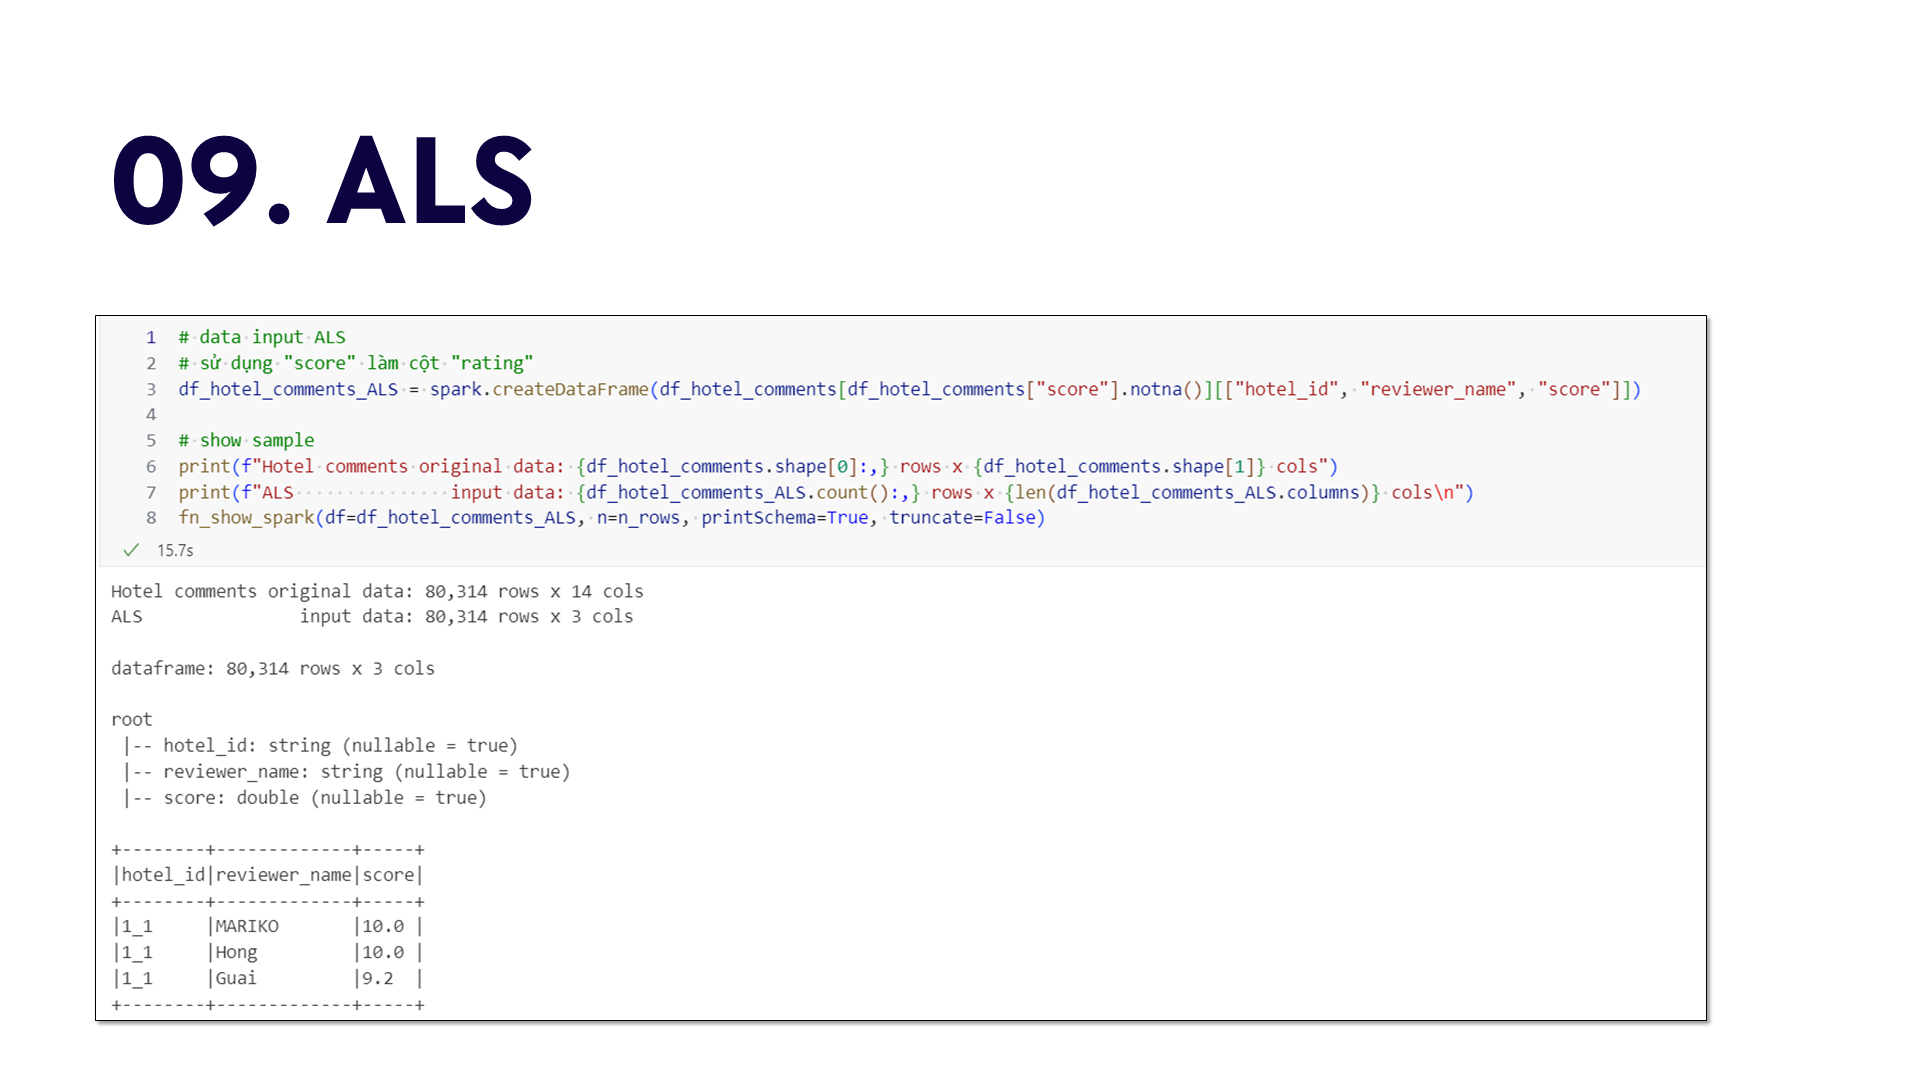 09. ALS
1 # data input ALS
2 # sử dụng "score" làm cột "rating"
3 df_hotel_comments_ALS = spark.createDataFrame(df_hotel_comments[df_hotel_comments["score"].notna()][["hotel_id", "reviewer_name", "score"]])
4
5 # show sample
6 print(f"Hotel comments original data: {df_hotel_comments.shape[0]:,} rows x {df_hotel_comments.shape[1]} cols")
7 print(f"ALS               input data: {df_hotel_comments_ALS.count():,} rows x {len(df_hotel_comments_ALS.columns)} cols\n")
8 fn_show_spark(df=df_hotel_comments_ALS, n=n_rows, printSchema=True, truncate=False)
✓ 15.7s
Hotel comments original data: 80,314 rows x 14 cols
ALS               input data: 80,314 rows x 3 cols
dataframe: 80,314 rows x 3 cols
root
 |-- hotel_id: string (nullable = true)
 |-- reviewer_name: string (nullable = true)
 |-- score: double (nullable = true)
+--------+-------------+-----+
|hotel_id|reviewer_name|score|
+--------+-------------+-----+
|1_1     |MARIKO       |10.0 |
|1_1     |Hong         |10.0 |
|1_1     |Guai         |9.2  |
+--------+-------------+-----+